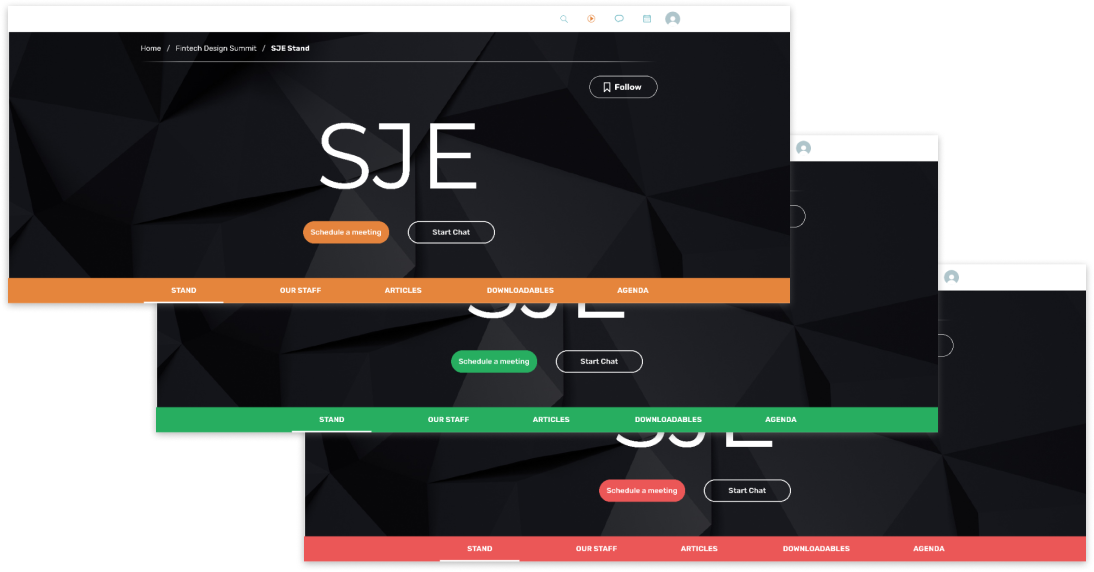 Home / Fintech Design Summit / SJE Stand
Follow
SJE
Schedule a meeting Start Chat
STAND OUR STAFF ARTICLES DOWNLOADABLES AGENDA
SJE
Schedule a meeting Start Chat
STAND OUR STAFF ARTICLES DOWNLOADABLES AGENDA
SJE
Schedule a meeting Start Chat
STAND OUR STAFF ARTICLES DOWNLOADABLES AGENDA